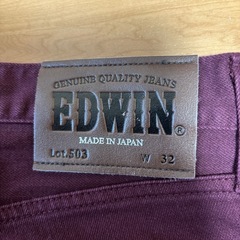 GENUINE QUALITY JEANS
EDWIN®
MADE IN JAPAN
Lot.503 W 32